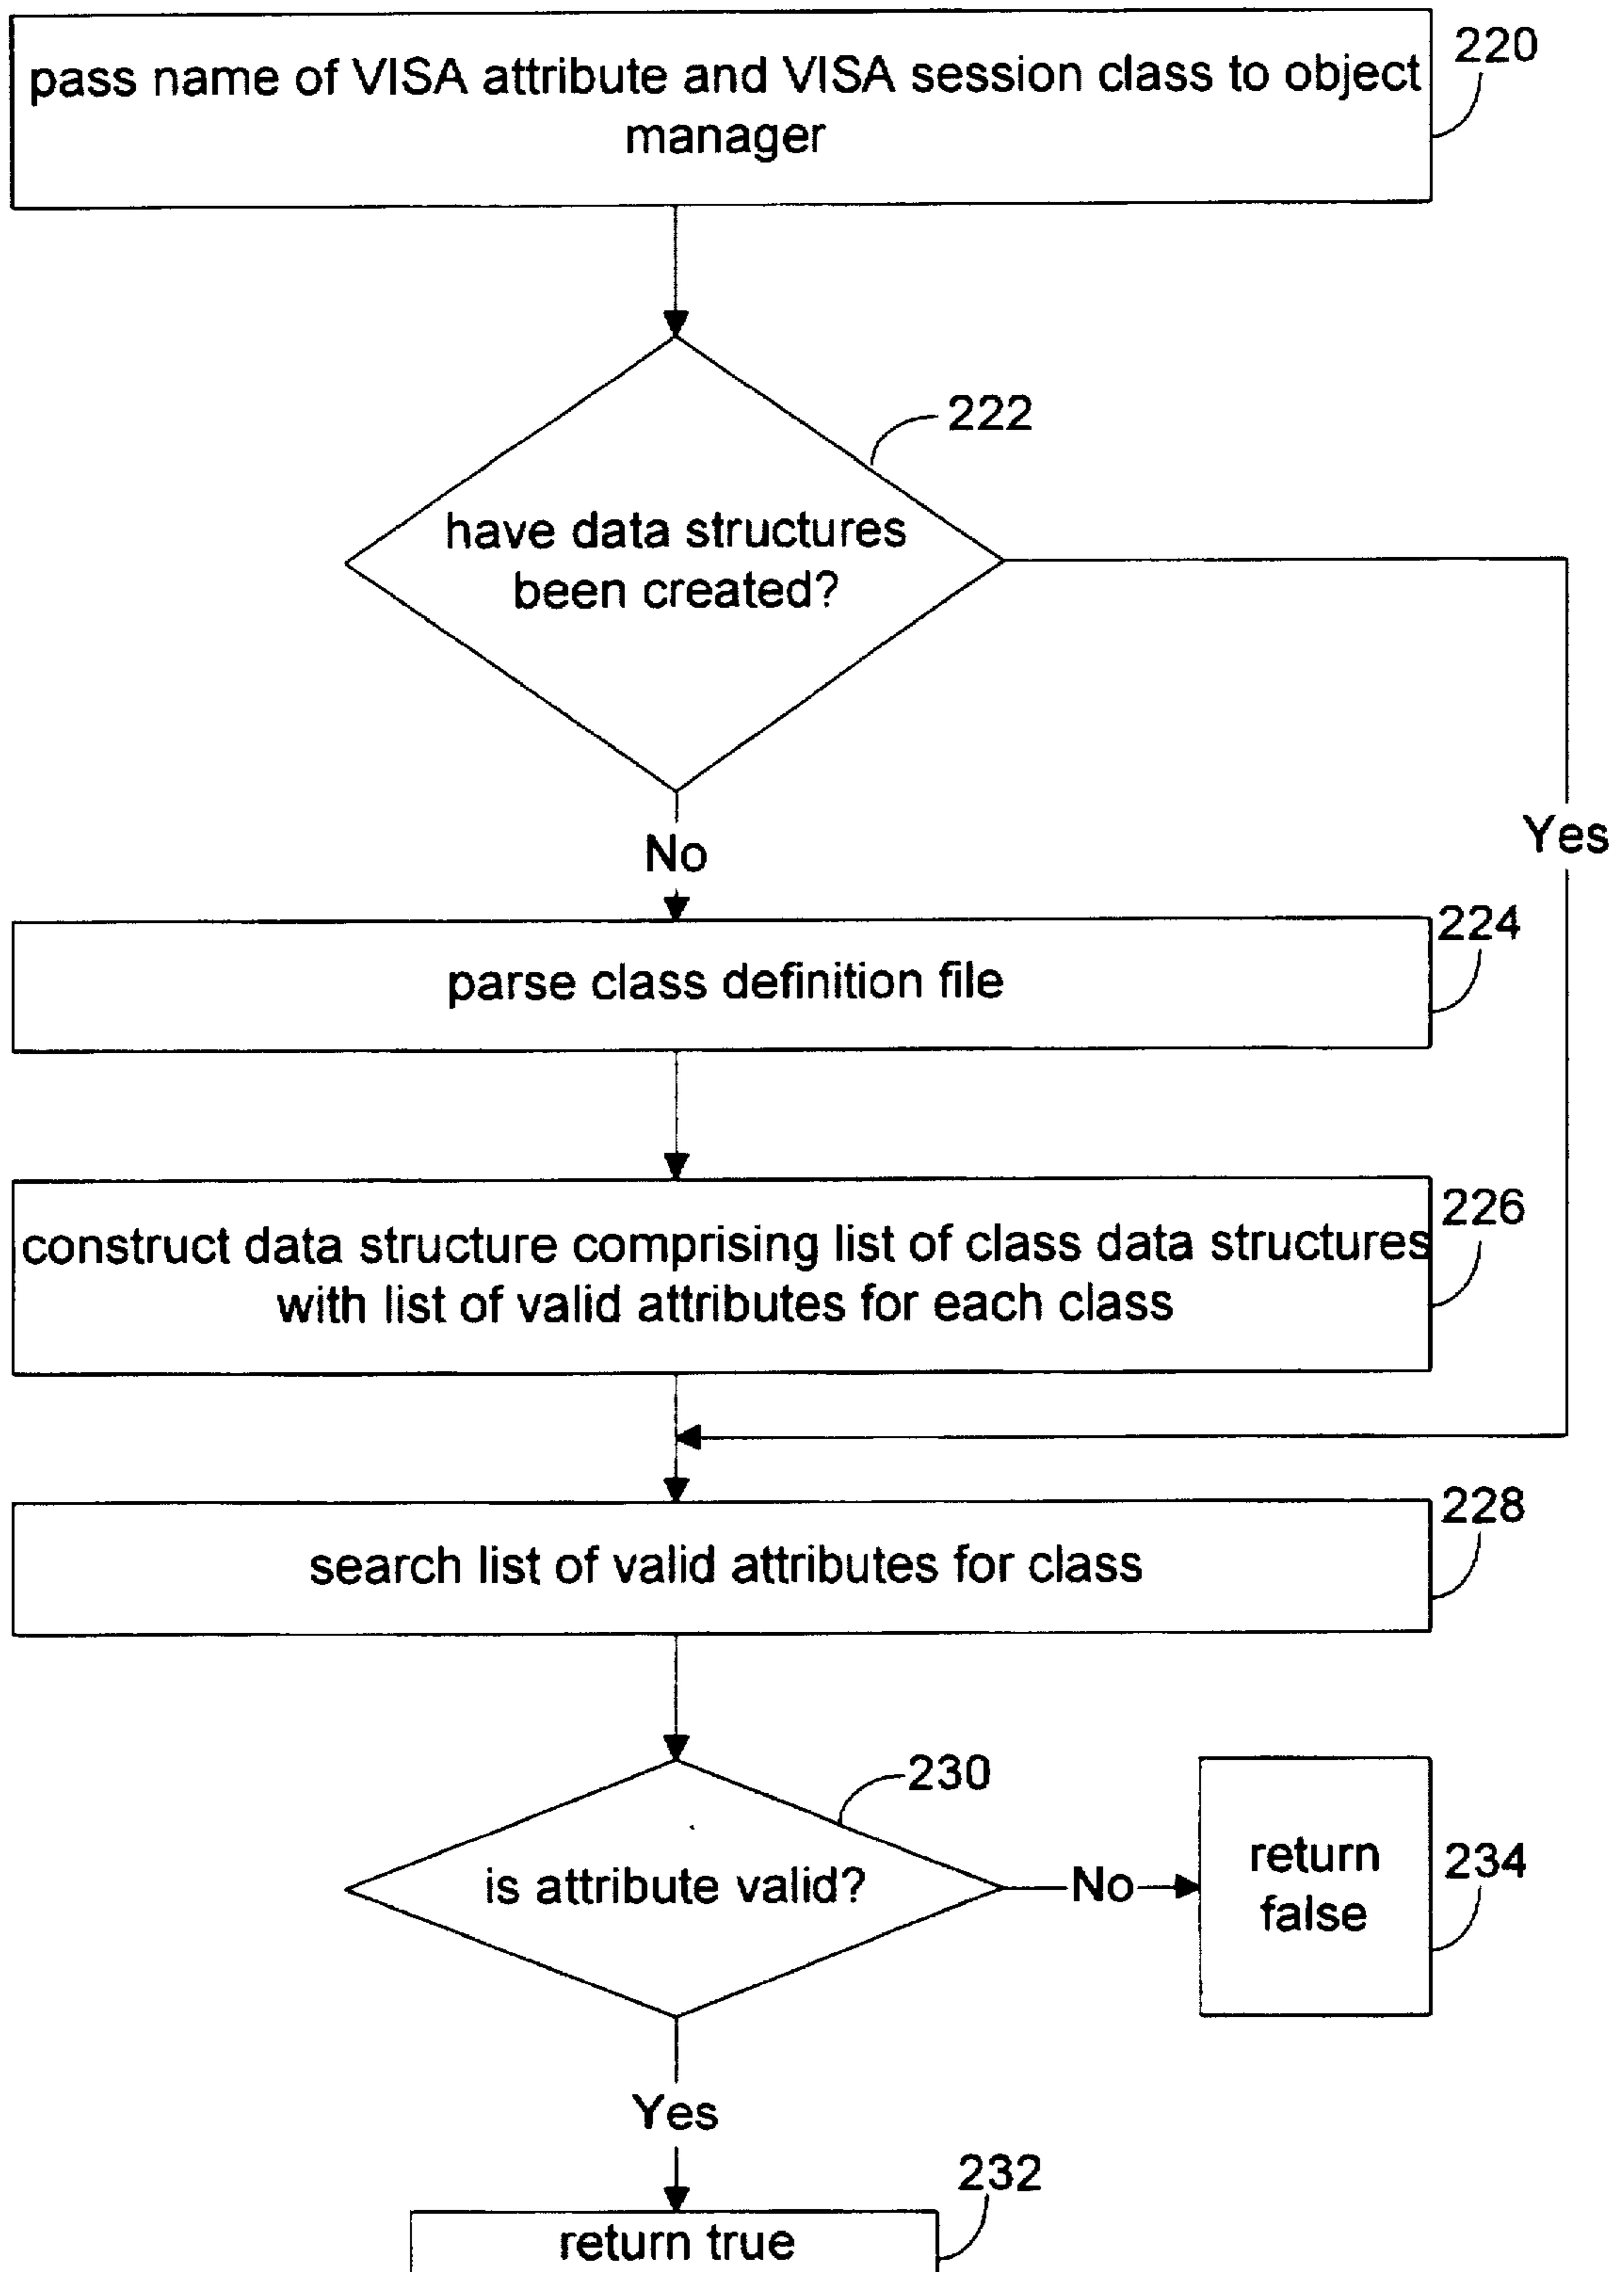 pass name of VISA attribute and VISA session class to object
manager
220
222
have data structures
been created?
No
Yes
224
parse class definition file
226
construct data structure comprising list of class data structures
with list of valid attributes for each class
228
search list of valid attributes for class
230
is attribute valid?
No
return
false
234
Yes
232
return true